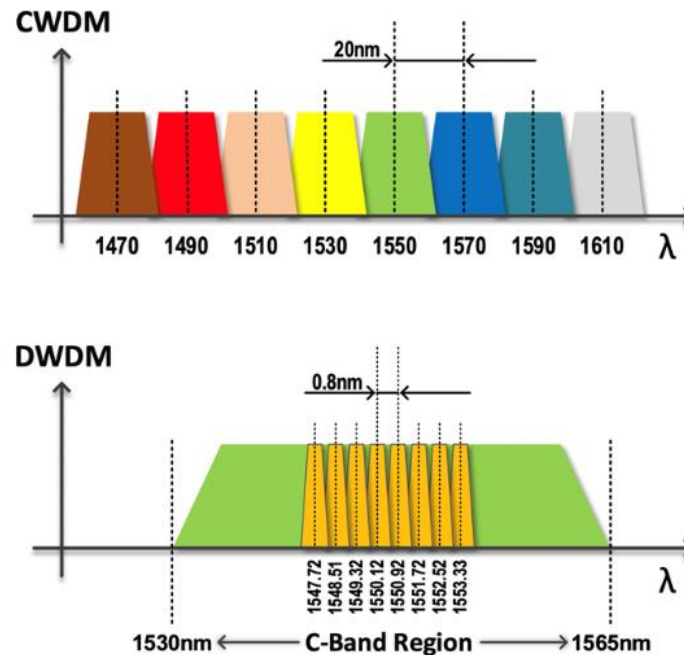 CWDM
20nm
1470 1490 1510 1530 1550 1570 1590 1610 λ
DWDM
0.8nm
1547.72
1548.51
1549.32
1550.12
1550.92
1551.72
1552.52
1553.33
λ
1530nm C-Band Region 1565nm